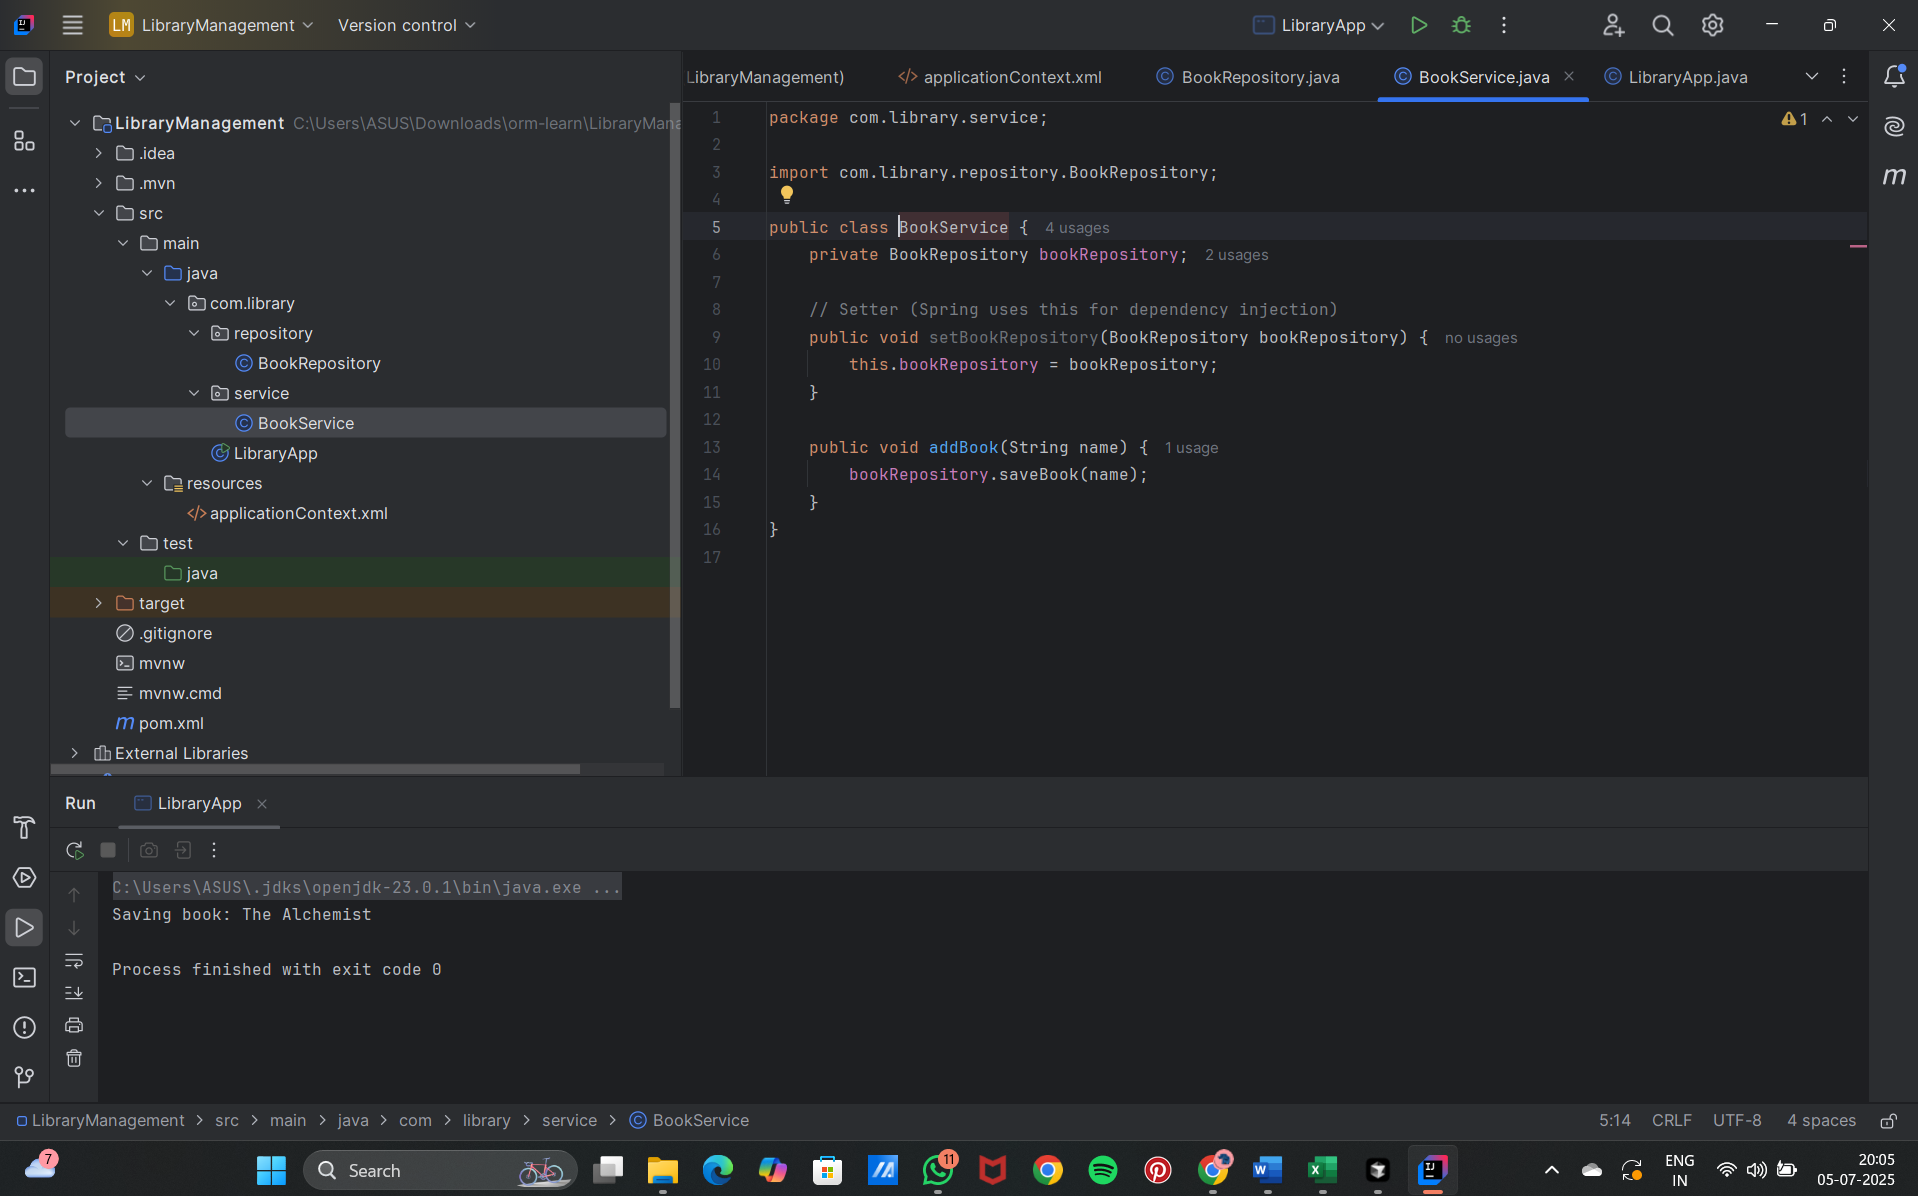 LM LibraryManagement Version control LibraryApp
Project
LibraryManagement C:\Users\ASUS\Downloads\orm-learn\LibraryMana
.idea
.mvn
src
main
java
com.library
repository
BookRepository
service
BookService
LibraryApp
resources
applicationContext.xml
test
java
target
.gitignore
mvnw
mvnw.cmd
m pom.xml
External Libraries
LibraryManagement) applicationContext.xml BookRepository.java BookService.java LibraryApp.java
1 package com.library.service;
2
3 import com.library.repository.BookRepository;
4
5 public class BookService { 4 usages
6 private BookRepository bookRepository; 2 usages
7
8 // Setter (Spring uses this for dependency injection)
9 public void setBookRepository(BookRepository bookRepository) { no usages
10 this.bookRepository = bookRepository;
11 }
12
13 public void addBook(String name) { 1 usage
14 bookRepository.saveBook(name);
15 }
16 }
17
1
m
Run LibraryApp
C:\Users\ASUS\.jdks\openjdk-23.0.1\bin\java.exe ...
Saving book: The Alchemist
Process finished with exit code 0
LibraryManagement > src > main > java > com > library > service > BookService 5:14 CRLF UTF-8 4 spaces
7
Search
11
ENG
IN
20:05
05-07-2025